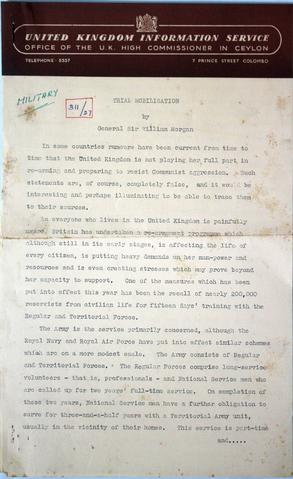 UNITED KINGDOM INFORMATION SERVICE
OFFICE OF THE U.K. HIGH COMMISSIONER IN CEYLON
TELEPHONE: 5357 7 PRINCE STREET COLOMBO
MILITARY
311/27
TRIAL MOBILISATION
by
General Sir William Morgan
In some countries rumours have been current from time to
time that the United Kingdom is not playing her full part in
re-arming and preparing to resist Communist aggression. Such
statements are, of course, completely false, and it would be
interesting and perhaps illuminating to be able to trace them
to their sources.
As everyone who lives in the United Kingdom is painfully
aware, Britain has undertaken a re-armament programme which
although still in its early stages, is affecting the life of
every citizen, is putting heavy demands on her man-power and
resources and is even creating stresses which may prove beyond
her capacity to support. One of the measures which has been
put into effect this year has been the recall of nearly 200,000
reservists from civilian life for fifteen days' training with the
Regular and Territorial Forces.
The Army is the service primarily concerned, although the
Royal Navy and Royal Air Force have put into effect similar schemes
which are on a more modest scale. The Army consists of Regular
and Territorial Forces. The Regular Forces comprise long-service
volunteers - that is, professionals - and National Service men who
are called up for two years' full-time service. On completion of
these two years, National Service men have a further obligation to
serve for three-and-a-half years with a Territorial Army unit,
usually in the vicinity of their homes. This service is part-time
and.....